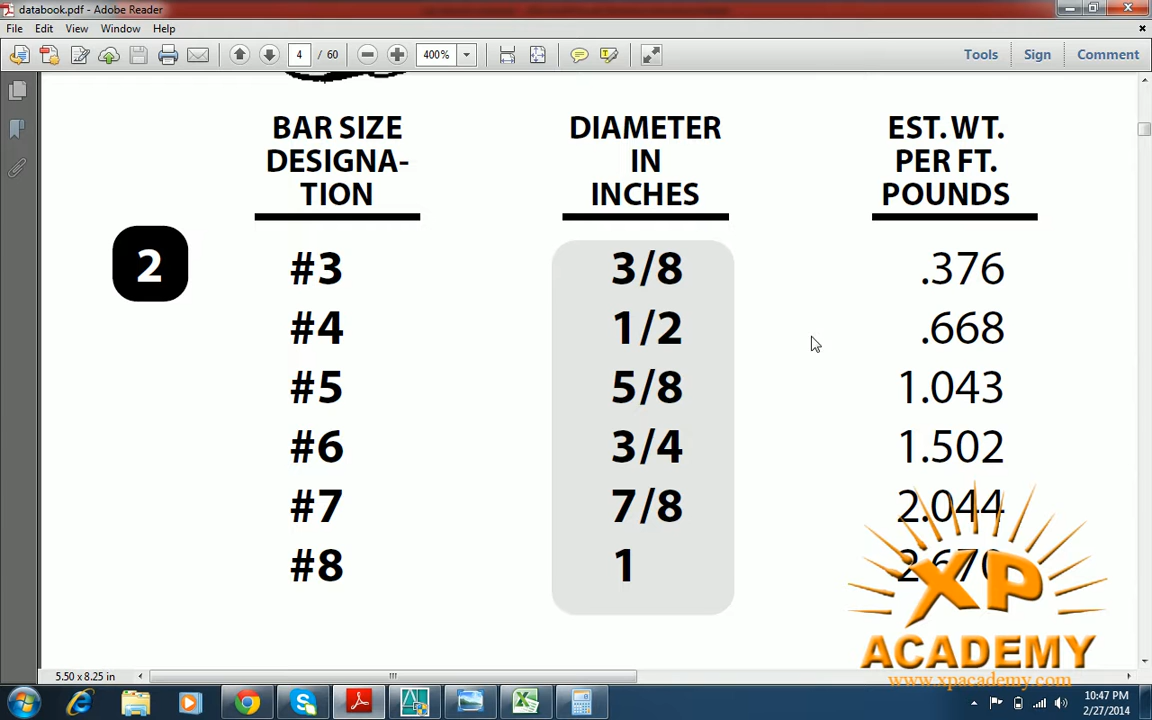 databook.pdf - Adobe Reader
File Edit View Window Help
4 / 60 400% Tools Sign Comment
BAR SIZE DESIGNA- TION
DIAMETER IN INCHES
EST. WT. PER FT. POUNDS
2
#3 3/8 .376
#4 1/2 .668
#5 5/8 1.043
#6 3/4 1.502
#7 7/8 2.044
#8 1 2.670
XP
ACADEMY
www.xpacademy.com
5.50 x 8.25 in
10:47 PM
2/27/2014